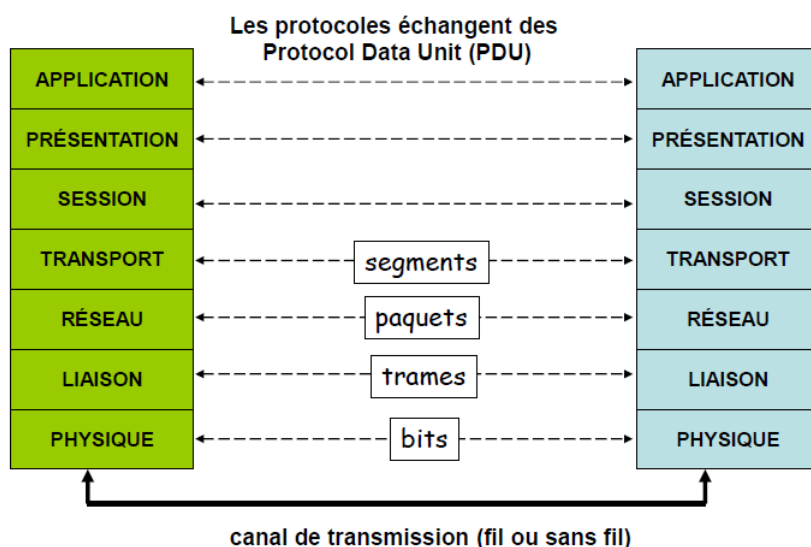 Les protocoles échangent des
Protocol Data Unit (PDU)
APPLICATION APPLICATION
PRÉSENTATION PRÉSENTATION
SESSION SESSION
TRANSPORT segments TRANSPORT
RÉSEAU paquets RÉSEAU
LIAISON trames LIAISON
PHYSIQUE bits PHYSIQUE
canal de transmission (fil ou sans fil)